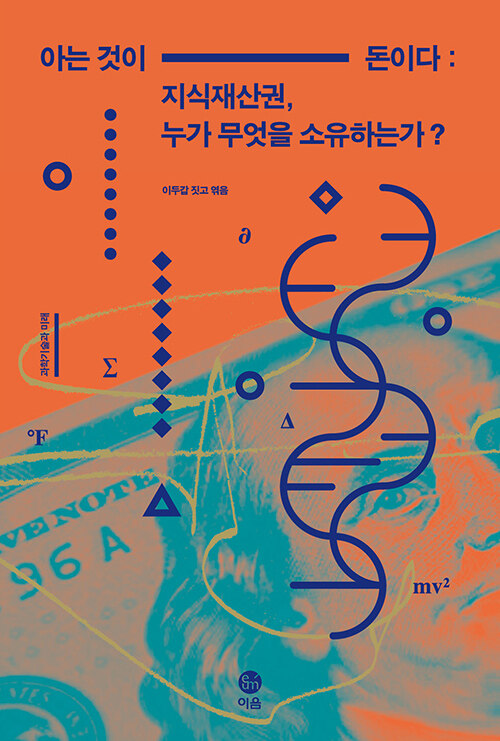 아는 것이 ━━━ 돈이다 :
지식재산권,
누가 무엇을 소유하는가 ?
이두갑 짓고 엮음
∂
과학기술과 미래
Σ
Δ
°F
VE NOTE
96 A
mv²
eum
이음